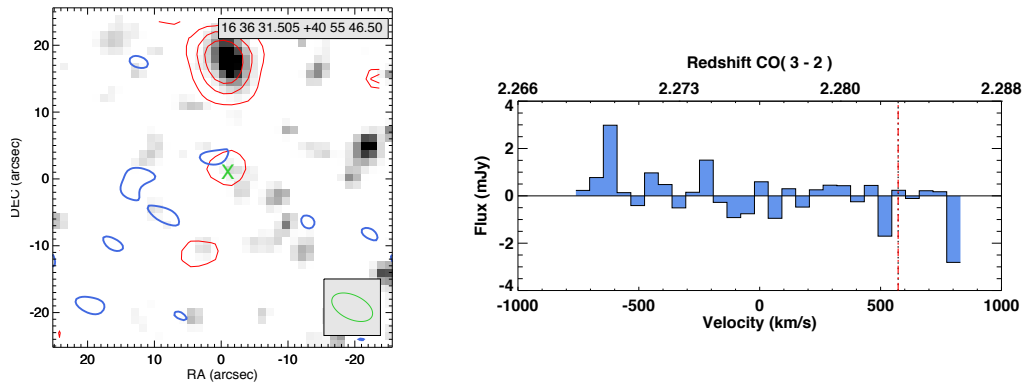 16 36 31.505 +40 55 46.50
20
10
0
-10
-20
DEC (arcsec)
20 10 0 -10 -20
RA (arcsec)
Redshift CO( 3 - 2 )
2.266 2.273 2.280 2.288
4
2
0
-2
-4
Flux (mJy)
-1000 -500 0 500 1000
Velocity (km/s)